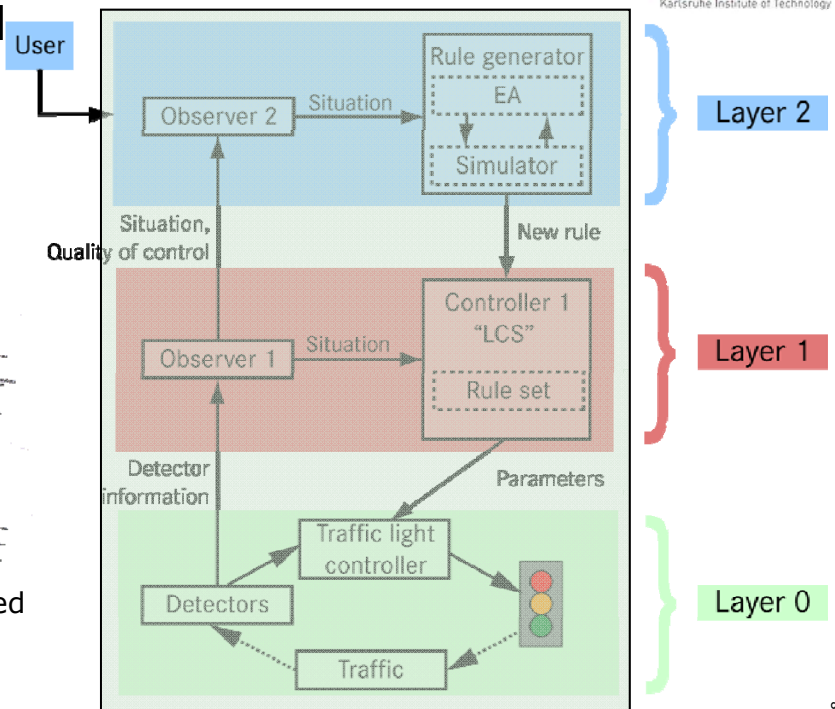 Karlsruhe Institute of Technology
User
Rule generator
EA
Observer 2
Situation
Simulator
Layer 2
Situation,
Quality of control
New rule
Controller 1
“LCS”
Observer 1
Situation
Rule set
Layer 1
Detector
information
Parameters
Traffic light
controller
Detectors
Traffic
Layer 0
ed